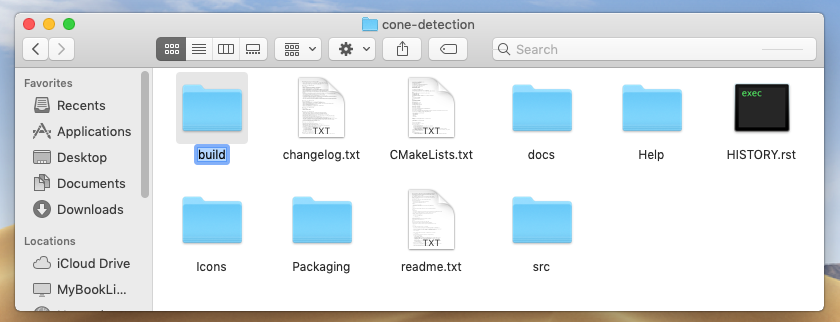 cone-detection
Search
Favorites
Recents
Applications
Desktop
Documents
Downloads
Locations
iCloud Drive
MyBookLi...
build
TXT
changelog.txt
TXT
CMakeLists.txt
docs
Help
exec
HISTORY.rst
Icons
Packaging
TXT
readme.txt
src